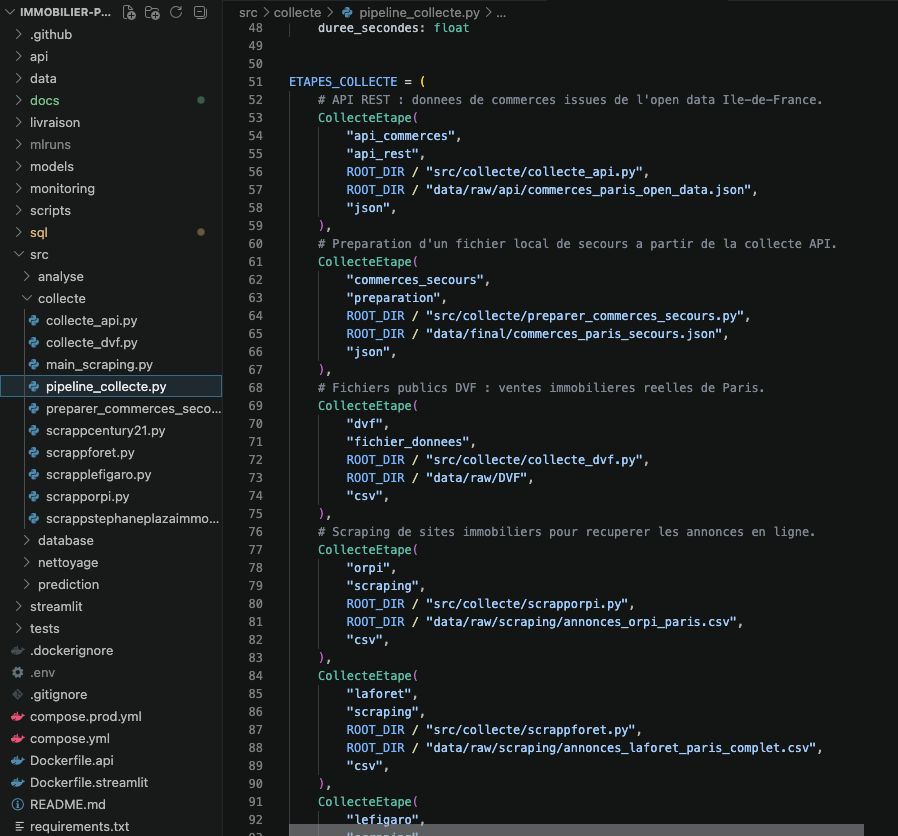 IMMOBILIER-P...
.github
api
data
docs
livraison
mlruns
models
monitoring
scripts
sql
src
analyse
collecte
collecte_api.py
collecte_dvf.py
main_scraping.py
pipeline_collecte.py
preparer_commerces_seco...
scrappcentury21.py
scrappforet.py
scrapplefigaro.py
scrapporpi.py
scrappstephaneplazaimmo...
database
nettoyage
prediction
streamlit
tests
.dockerignore
.env
.gitignore
compose.prod.yml
compose.yml
Dockerfile.api
Dockerfile.streamlit
README.md
requirements.txt
src > collecte > pipeline_collecte.py > ...
48 duree_secondes: float
49
50
51 ETAPES_COLLECTE = (
52 # API REST : donnees de commerces issues de l'open data Ile-de-France.
53 CollecteEtape(
54 "api_commerces",
55 "api_rest",
56 ROOT_DIR / "src/collecte/collecte_api.py",
57 ROOT_DIR / "data/raw/api/commerces_paris_open_data.json",
58 "json",
59 ),
60 # Preparation d'un fichier local de secours a partir de la collecte API.
61 CollecteEtape(
62 "commerces_secours",
63 "preparation",
64 ROOT_DIR / "src/collecte/preparer_commerces_secours.py",
65 ROOT_DIR / "data/final/commerces_paris_secours.json",
66 "json",
67 ),
68 # Fichiers publics DVF : ventes immobilieres reelles de Paris.
69 CollecteEtape(
70 "dvf",
71 "fichier_donnees",
72 ROOT_DIR / "src/collecte/collecte_dvf.py",
73 ROOT_DIR / "data/raw/DVF",
74 "csv",
75 ),
76 # Scraping de sites immobiliers pour recuperer les annonces en ligne.
77 CollecteEtape(
78 "orpi",
79 "scraping",
80 ROOT_DIR / "src/collecte/scrapporpi.py",
81 ROOT_DIR / "data/raw/scraping/annonces_orpi_paris.csv",
82 "csv",
83 ),
84 CollecteEtape(
85 "laforet",
86 "scraping",
87 ROOT_DIR / "src/collecte/scrappforet.py",
88 ROOT_DIR / "data/raw/scraping/annonces_laforet_paris_complet.csv",
89 "csv",
90 ),
91 CollecteEtape(
92 "lefigaro",